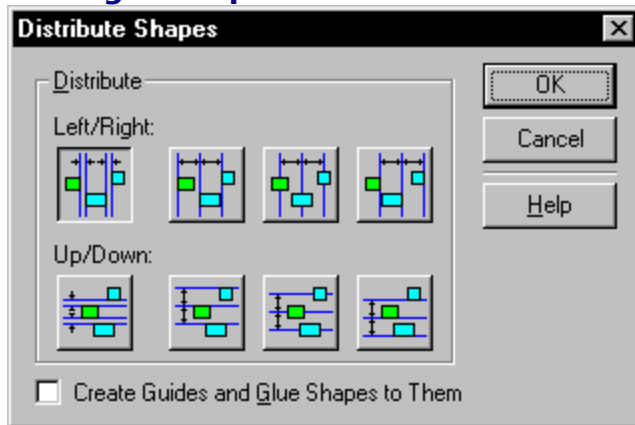 Distribute Shapes
Distribute
OK
Left/Right:
Cancel
Help
Up/Down:
Create Guides and Glue Shapes to Them